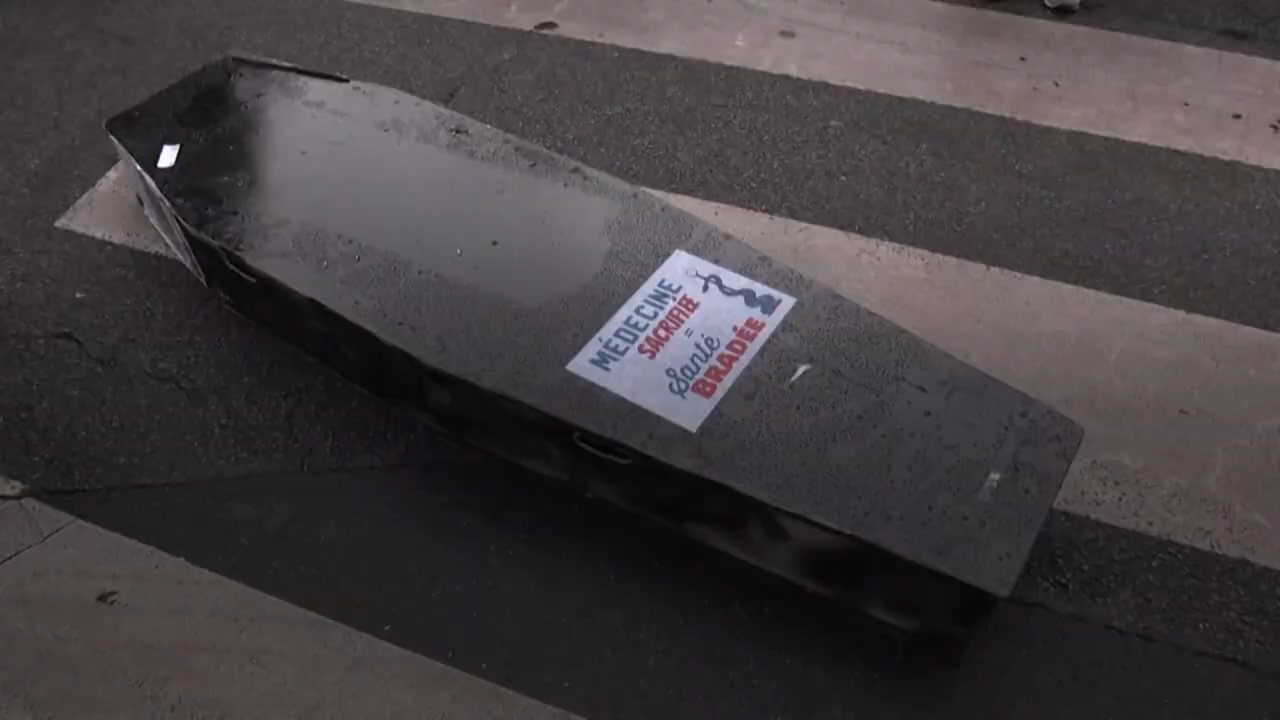 MÉDECINE
SACRIFIÉE
=
Santé
BRADÉE